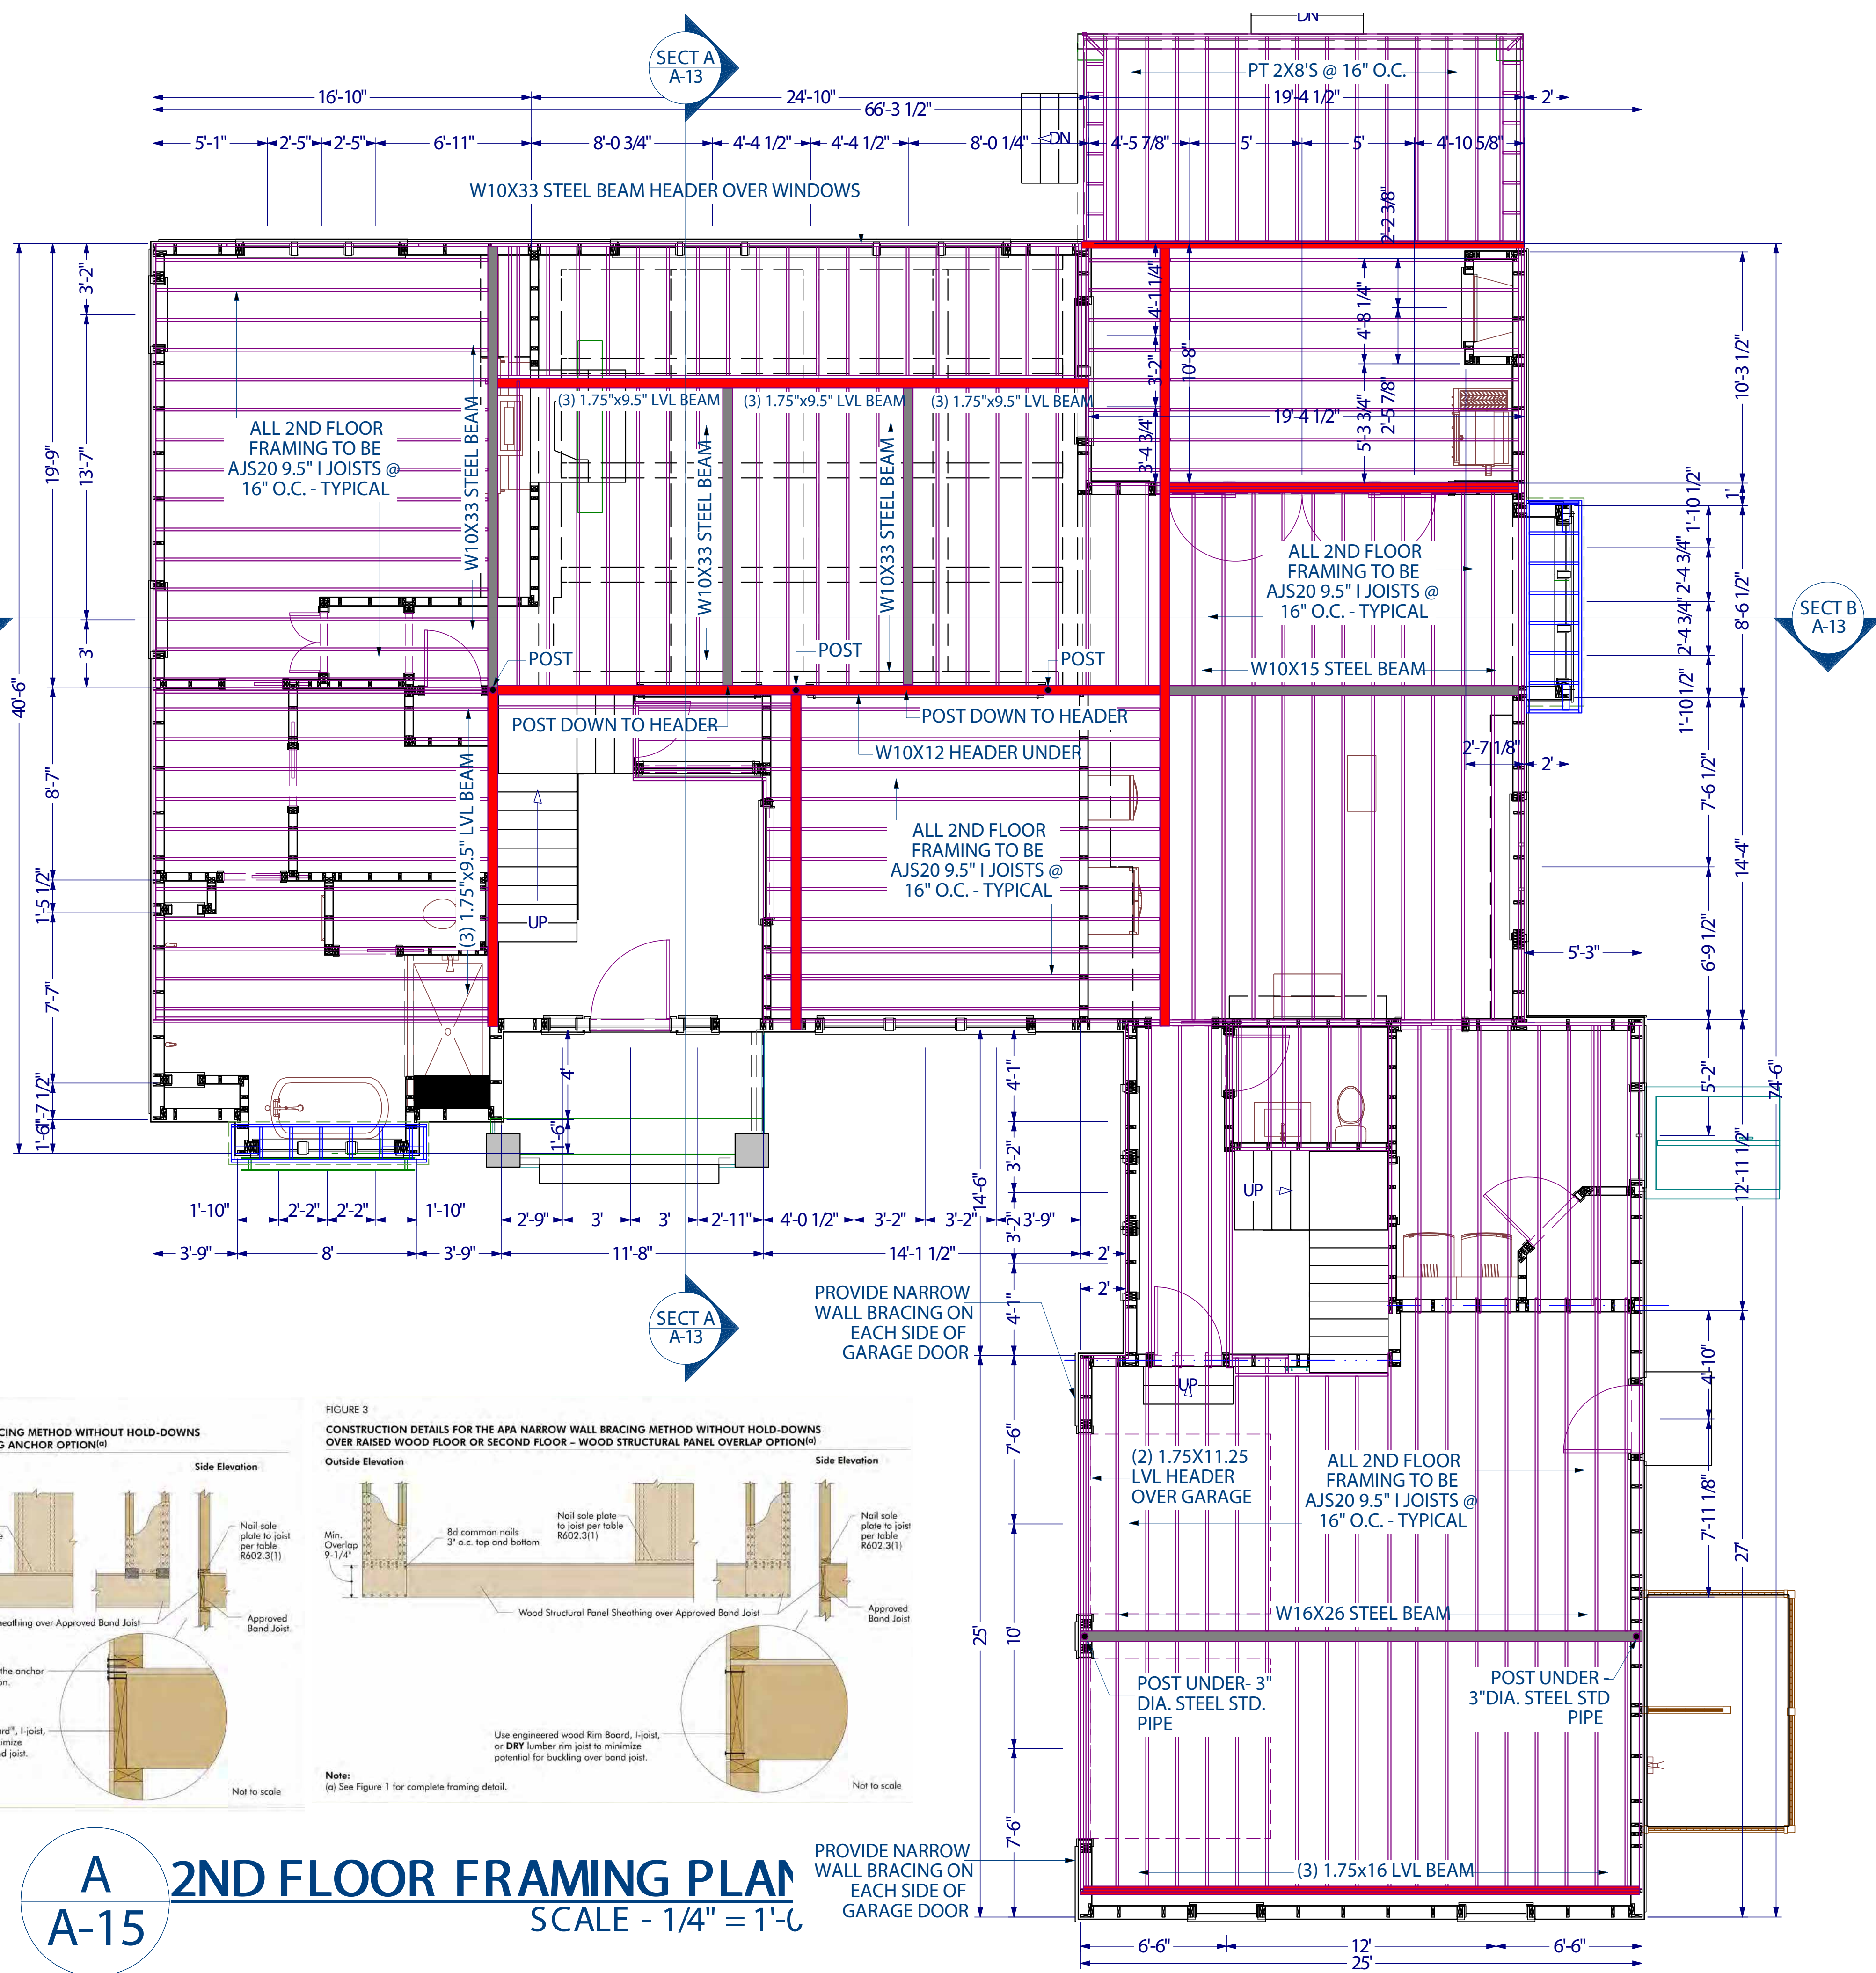 DN
SECT A
A-13
PT 2X8'S @ 16" O.C.
16'-10"
24'-10"
19'-4 1/2"
2'
66'-3 1/2"
DN
5'-1"
2'-5"
2'-5"
6'-11"
8'-0 3/4"
4'-4 1/2"
4'-4 1/2"
8'-0 1/4"
4'-5 7/8"
5'
5'
4'-10 5/8"
W10X33 STEEL BEAM HEADER OVER WINDOWS
2'-2 3/8"
3'-2"
4'-1 1/4"
4'-8 1/4"
3'-2"
10'-8"
10'-3 1/2"
(3) 1.75"x9.5" LVL BEAM
(3) 1.75"x9.5" LVL BEAM
(3) 1.75"x9.5" LVL BEAM
19'-4 1/2"
5'-3 3/4"
2'-5 7/8"
3'-4 3/4"
ALL 2ND FLOOR
FRAMING TO BE
AJS20 9.5" I JOISTS @
16" O.C. - TYPICAL
W10X33 STEEL BEAM
W10X33 STEEL BEAM
W10X33 STEEL BEAM
19'-9"
13'-7"
3'
40'-6"
1'
1'-10 1/2"
2'-4 3/4"
2'-4 3/4"
1'-10 1/2"
8'-6 1/2"
ALL 2ND FLOOR
FRAMING TO BE
AJS20 9.5" I JOISTS @
16" O.C. - TYPICAL
SECT B
A-13
POST
POST
POST
W10X15 STEEL BEAM
POST DOWN TO HEADER
POST DOWN TO HEADER
W10X12 HEADER UNDER
2'-7 1/8"
2'
8'-7"
(3) 1.75"x9.5" LVL BEAM
7'-6 1/2"
14'-4"
ALL 2ND FLOOR
FRAMING TO BE
AJS20 9.5" I JOISTS @
16" O.C. - TYPICAL
1'-5 1/2"
UP
6'-9 1/2"
5'-3"
7'-7"
4'
4'-1"
5'-2"
74'-6"
1'-7 1/2"
1'-6"
1'-6"
3'-2"
14'-6"
12'-11 1/2"
UP
1'-10"
2'-2"
2'-2"
1'-10"
2'-9"
3'
3'
2'-11"
4'-0 1/2"
3'-2"
3'-2"
3'-9"
3'-2"
3'-9"
8'
3'-9"
11'-8"
14'-1 1/2"
2'
2'
SECT A
A-13
PROVIDE NARROW
WALL BRACING ON
EACH SIDE OF
GARAGE DOOR
4'-1"
UP
4'-10"
CING METHOD WITHOUT HOLD-DOWNS
G ANCHOR OPTION(a)
Side Elevation
Nail sole
plate to joist
per table
R602.3(1)
eathing over Approved Band Joist
Approved
Band Joist
the anchor
on.
rd®, I-joist,
imize
d joist.
Not to scale
FIGURE 3
CONSTRUCTION DETAILS FOR THE APA NARROW WALL BRACING METHOD WITHOUT HOLD-DOWNS
OVER RAISED WOOD FLOOR OR SECOND FLOOR – WOOD STRUCTURAL PANEL OVERLAP OPTION(a)
Outside Elevation
Side Elevation
Min.
Overlap
9-1/4"
8d common nails
3" o.c. top and bottom
Nail sole plate
to joist per table
R602.3(1)
Nail sole
plate to joist
per table
R602.3(1)
Wood Structural Panel Sheathing over Approved Band Joist
Approved
Band Joist
Use engineered wood Rim Board, I-joist,
or DRY lumber rim joist to minimize
potential for buckling over band joist.
Note:
(a) See Figure 1 for complete framing detail.
Not to scale
7'-6"
(2) 1.75X11.25
LVL HEADER
OVER GARAGE
ALL 2ND FLOOR
FRAMING TO BE
AJS20 9.5" I JOISTS @
16" O.C. - TYPICAL
7'-11 1/8"
27'
W16X26 STEEL BEAM
25'
10'
POST UNDER- 3"
DIA. STEEL STD.
PIPE
POST UNDER -
3"DIA. STEEL STD
PIPE
7'-6"
PROVIDE NARROW
WALL BRACING ON
EACH SIDE OF
GARAGE DOOR
(3) 1.75x16 LVL BEAM
A
A-15
2ND FLOOR FRAMING PLAN
SCALE - 1/4" = 1'-0
6'-6"
12'
6'-6"
25'